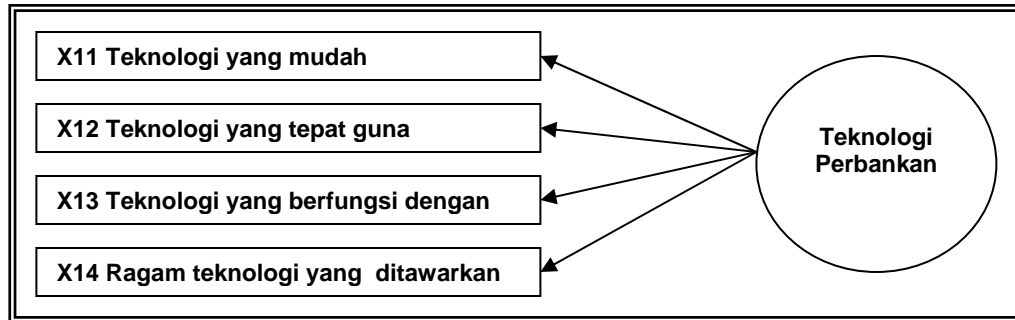 X11 Teknologi yang mudah
X12 Teknologi yang tepat guna
X13 Teknologi yang berfungsi dengan
X14 Ragam teknologi yang  ditawarkan
Teknologi
Perbankan